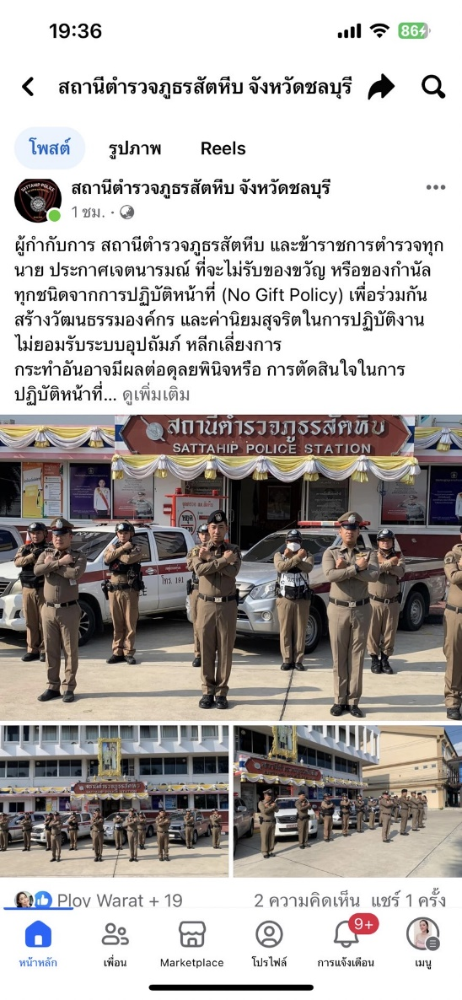 19:36
86
สถานีตำรวจภูธรสัตหีบ จังหวัดชลบุรี
โพสต์ รูปภาพ Reels
สถานีตำรวจภูธรสัตหีบ จังหวัดชลบุรี
1 ชม. ·
ผู้กำกับการ สถานีตำรวจภูธรสัตหีบ และข้าราชการตำรวจทุก
นาย ประกาศเจตนารมณ์ ที่จะไม่รับของขวัญ หรือของกำนัล
ทุกชนิดจากการปฏิบัติหน้าที่ (No Gift Policy) เพื่อร่วมกัน
สร้างวัฒนธรรมองค์กร และค่านิยมสุจริตในการปฏิบัติงาน
ไม่ยอมรับระบบอุปถัมภ์ หลีกเลี่ยงการ
กระทำอันอาจมีผลต่อดุลยพินิจหรือ การตัดสินใจในการ
ปฏิบัติหน้าที่... ดูเพิ่มเติม
สถานีตำรวจภูธรสัตหีบ
SATTAHIP POLICE STATION
หยุด
โทร. 191
Ploy Warat + 19
2 ความคิดเห็น แชร์ 1 ครั้ง
9+
หน้าหลัก เพื่อน Marketplace โปรไฟล์ การแจ้งเตือน เมนู